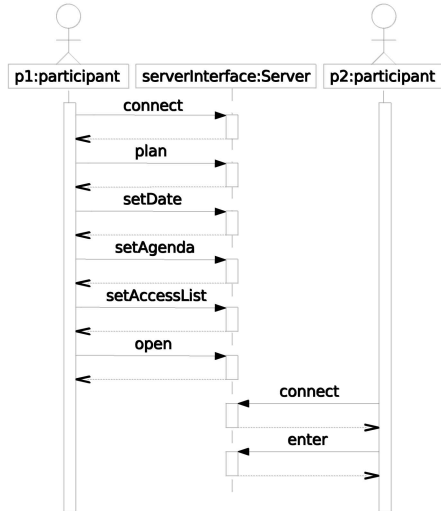 p1:participant serverInterface:Server p2:participant
connect
plan
setDate
setAgenda
setAccessList
open
connect
enter